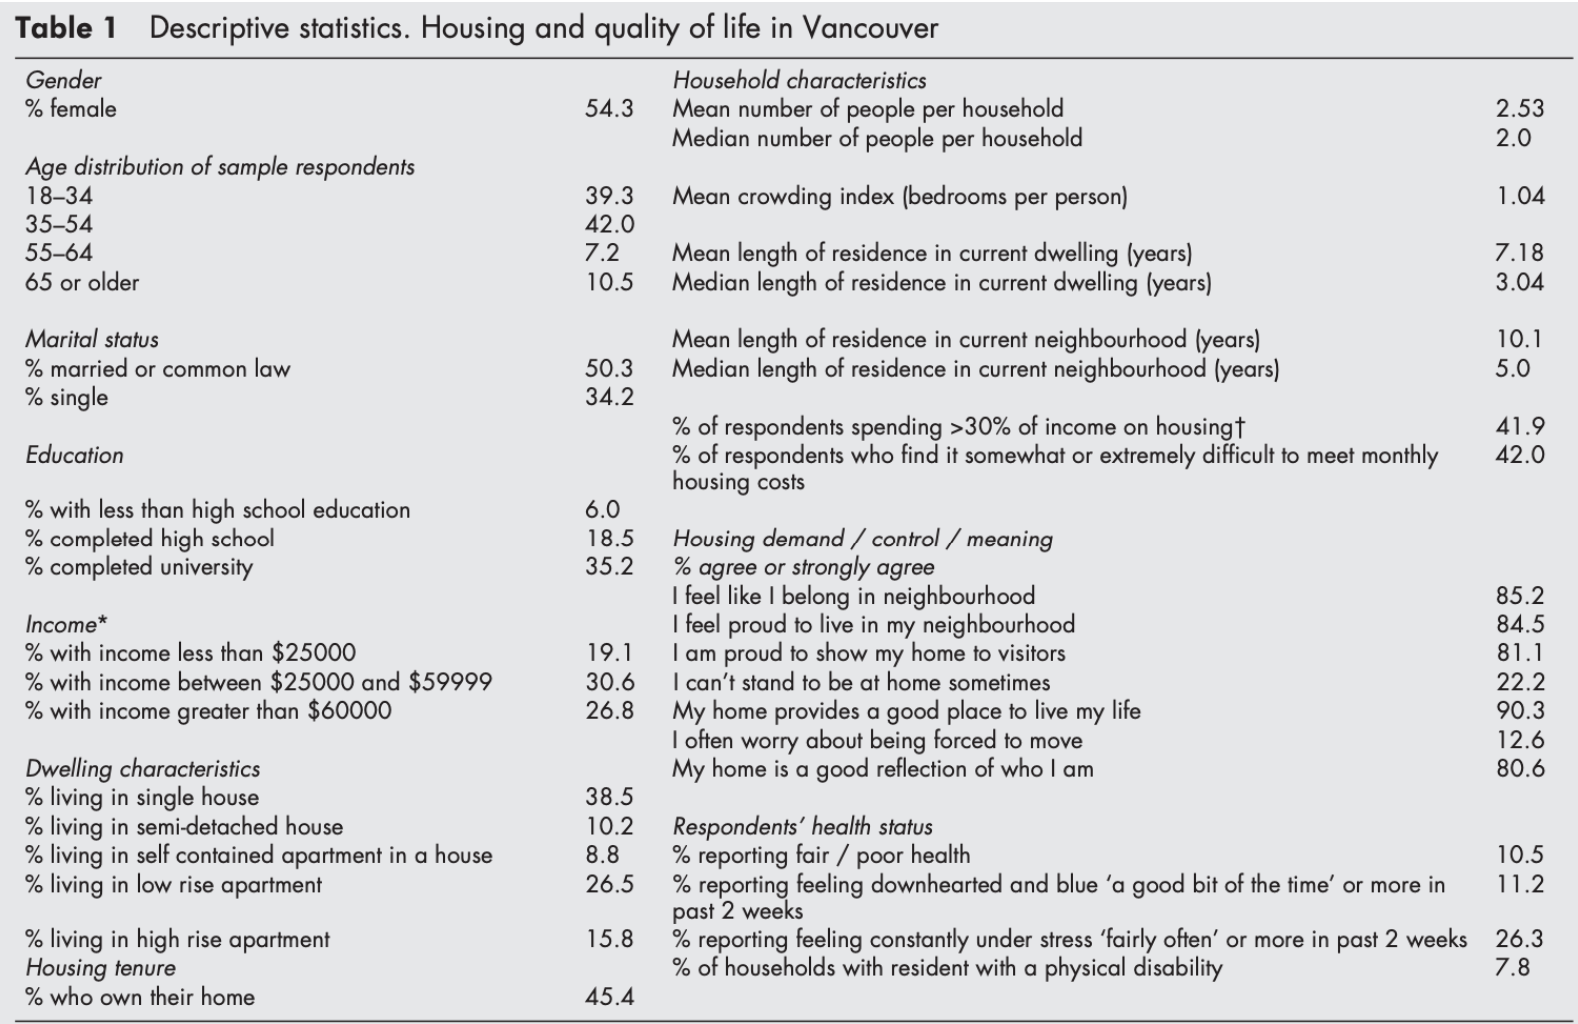 Table 1 Descriptive statistics. Housing and quality of life in Vancouver
Gender
% female 54.3
Age distribution of sample respondents
18–34 39.3
35–54 42.0
55–64 7.2
65 or older 10.5
Marital status
% married or common law 50.3
% single 34.2
Education
% with less than high school education 6.0
% completed high school 18.5
% completed university 35.2
Income*
% with income less than $25000 19.1
% with income between $25000 and $59999 30.6
% with income greater than $60000 26.8
Dwelling characteristics
% living in single house 38.5
% living in semi-detached house 10.2
% living in self contained apartment in a house 8.8
% living in low rise apartment 26.5
% living in high rise apartment 15.8
Housing tenure
% who own their home 45.4
Household characteristics
Mean number of people per household 2.53
Median number of people per household 2.0
Mean crowding index (bedrooms per person) 1.04
Mean length of residence in current dwelling (years) 7.18
Median length of residence in current dwelling (years) 3.04
Mean length of residence in current neighbourhood (years) 10.1
Median length of residence in current neighbourhood (years) 5.0
% of respondents spending >30% of income on housing† 41.9
% of respondents who find it somewhat or extremely difficult to meet monthly 42.0
housing costs
Housing demand / control / meaning
% agree or strongly agree
I feel like I belong in neighbourhood 85.2
I feel proud to live in my neighbourhood 84.5
I am proud to show my home to visitors 81.1
I can't stand to be at home sometimes 22.2
My home provides a good place to live my life 90.3
I often worry about being forced to move 12.6
My home is a good reflection of who I am 80.6
Respondents' health status
% reporting fair / poor health 10.5
% reporting feeling downhearted and blue 'a good bit of the time' or more in 11.2
past 2 weeks
% reporting feeling constantly under stress 'fairly often' or more in past 2 weeks 26.3
% of households with resident with a physical disability 7.8